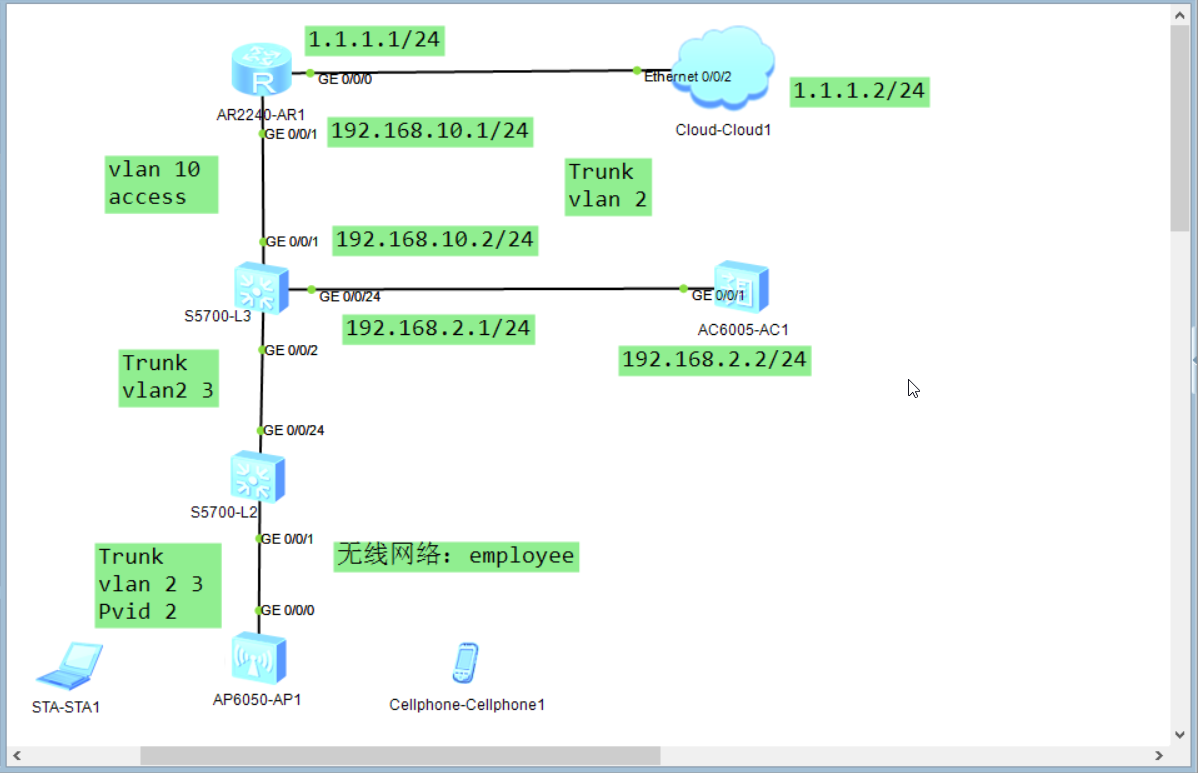 1.1.1.1/24
GE 0/0/0
Ethernet 0/0/2
1.1.1.2/24
AR2240-AR1
Cloud-Cloud1
GE 0/0/1
192.168.10.1/24
vlan 10
access
Trunk
vlan 2
GE 0/0/1
192.168.10.2/24
S5700-L3
GE 0/0/24
GE 0/0/1
AC6005-AC1
192.168.2.1/24
192.168.2.2/24
GE 0/0/2
Trunk
vlan2 3
GE 0/0/24
S5700-L2
GE 0/0/1
无线网络：employee
Trunk
vlan 2 3
Pvid 2
GE 0/0/0
STA-STA1
AP6050-AP1
Cellphone-Cellphone1